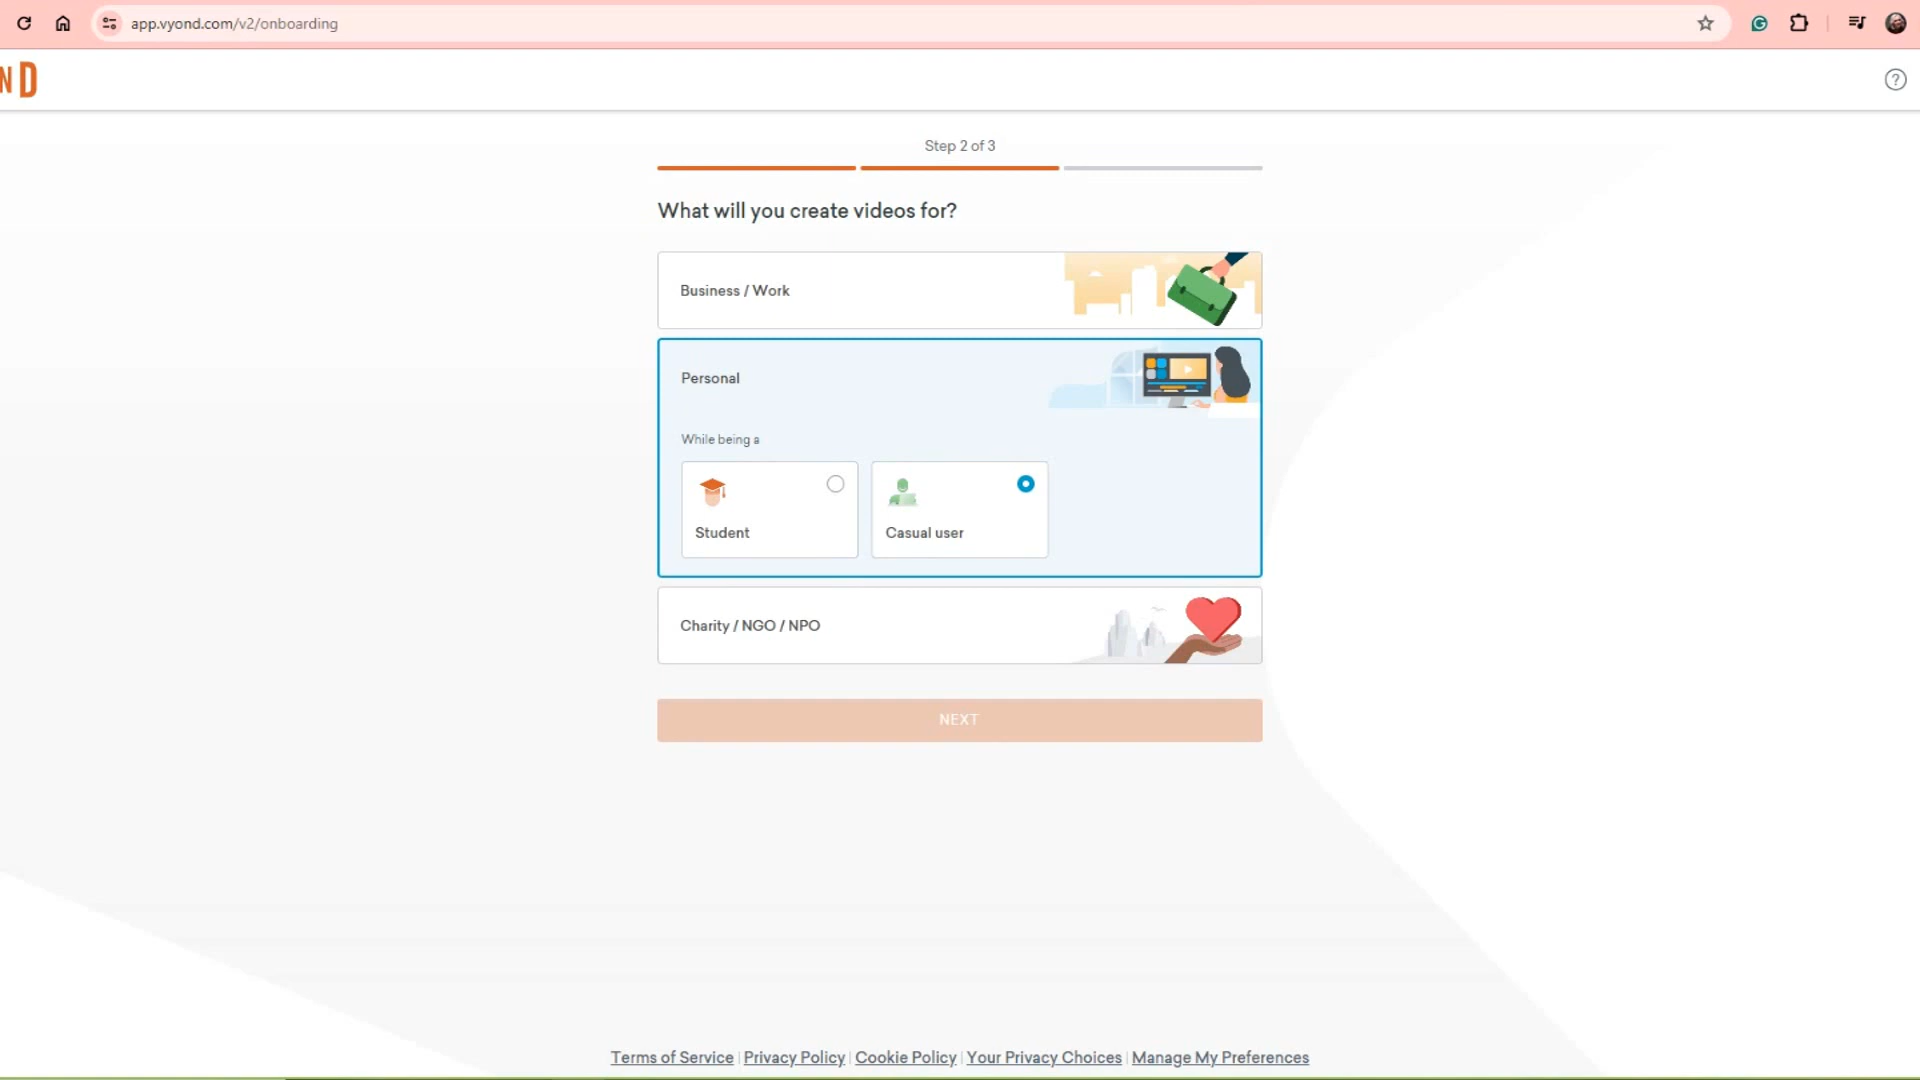 app.vyond.com/v2/onboarding
ND
Step 2 of 3
What will you create videos for?
Business / Work
Personal
While being a
Student
Casual user
Charity / NGO / NPO
NEXT
Terms of Service | Privacy Policy | Cookie Policy | Your Privacy Choices | Manage My Preferences